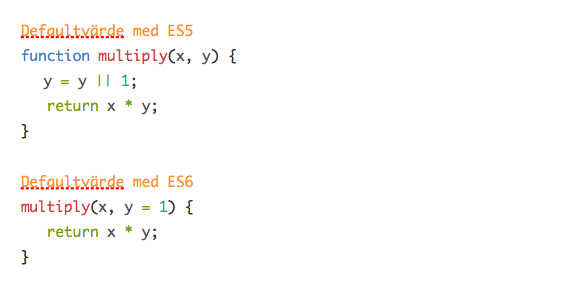 Defaultvärde med ES5
function multiply(x, y) {
y = y || 1;
return x * y;
}
Defaultvärde med ES6
multiply(x, y = 1) {
return x * y;
}